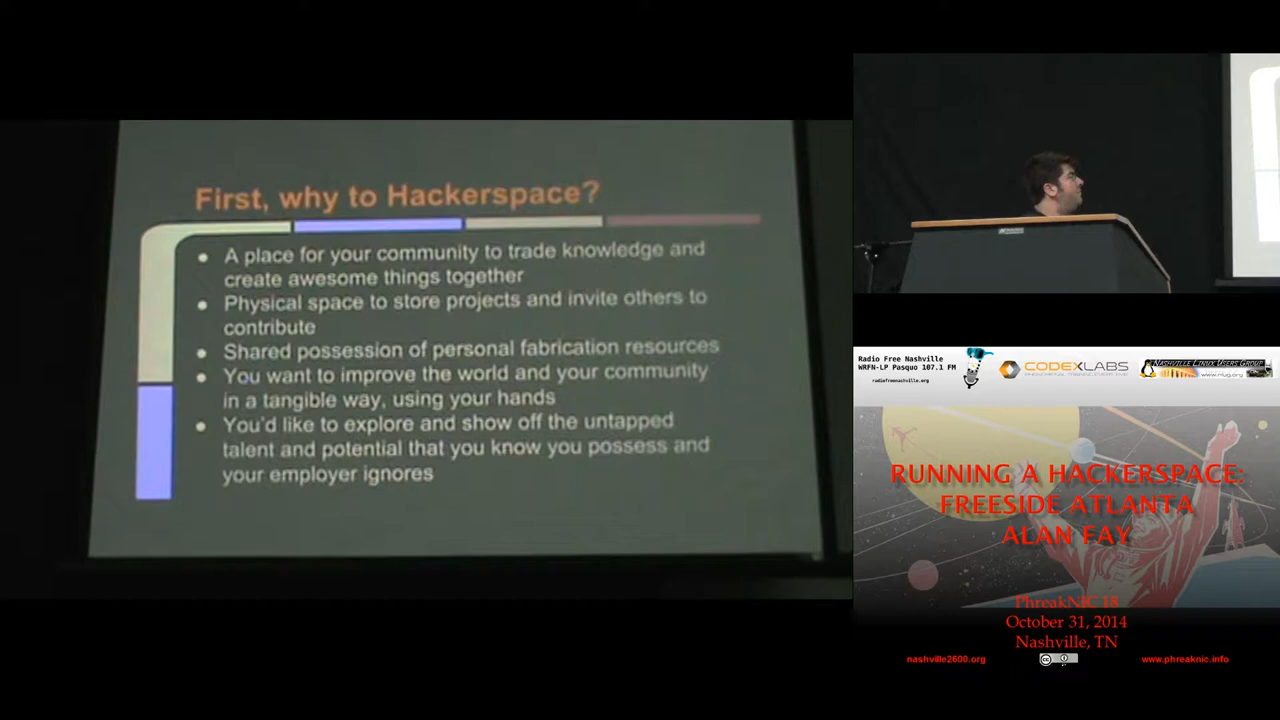 First, why to Hackerspace?
● A place for your community to trade knowledge and
create awesome things together
● Physical space to store projects and invite others to
contribute
● Shared possession of personal fabrication resources
● You want to improve the world and your community
in a tangible way, using your hands
● You'd like to explore and show off the untapped
talent and potential that you know you possess and
your employer ignores
Radio Free Nashville
WRFN-LP Pasquo 107.1 FM
radiofreenashville.org
CODEXLABS
NASHVILLE LINUX USERS GROUP
www.nlug.org
RUNNING A HACKERSPACE:
FREESIDE ATLANTA
ALAN FAY
PhreakNIC 18
October 31, 2014
Nashville, TN
nashville2600.org
cc
www.phreaknic.info